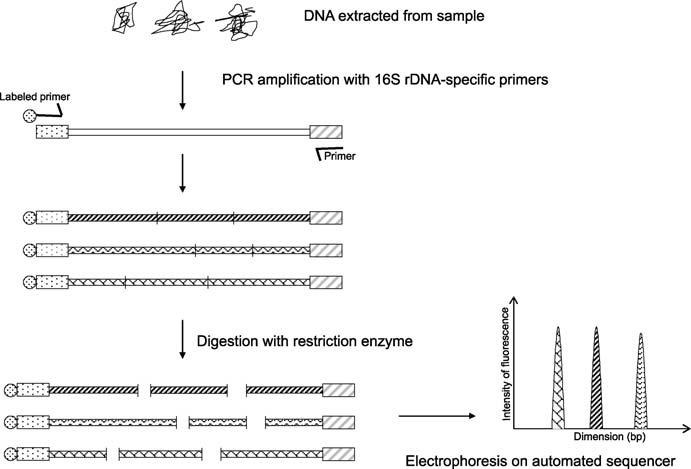 DNA extracted from sample
PCR amplification with 16S rDNA-specific primers
Labeled primer
Primer
Digestion with restriction enzyme
Intensity of fluorescence
Dimension (bp)
Electrophoresis on automated sequencer